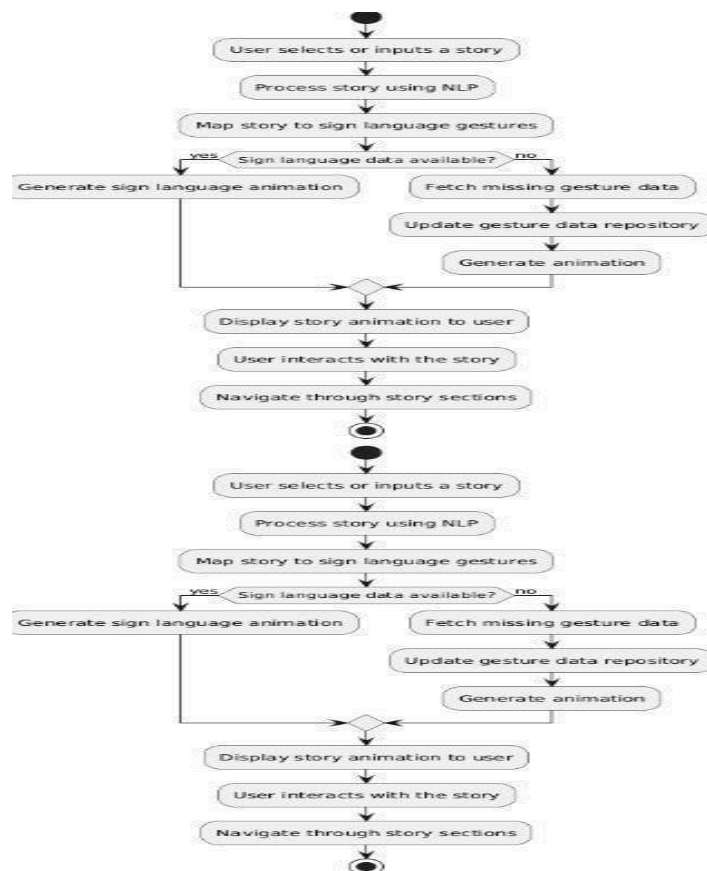 User selects or inputs a story
Process story using NLP
Map story to sign language gestures
yes
Sign language data available?
no
Generate sign language animation
Fetch missing gesture data
Update gesture data repository
Generate animation
Display story animation to user
User interacts with the story
Navigate through story sections
User selects or inputs a story
Process story using NLP
Map story to sign language gestures
yes
Sign language data available?
no
Generate sign language animation
Fetch missing gesture data
Update gesture data repository
Generate animation
Display story animation to user
User interacts with the story
Navigate through story sections